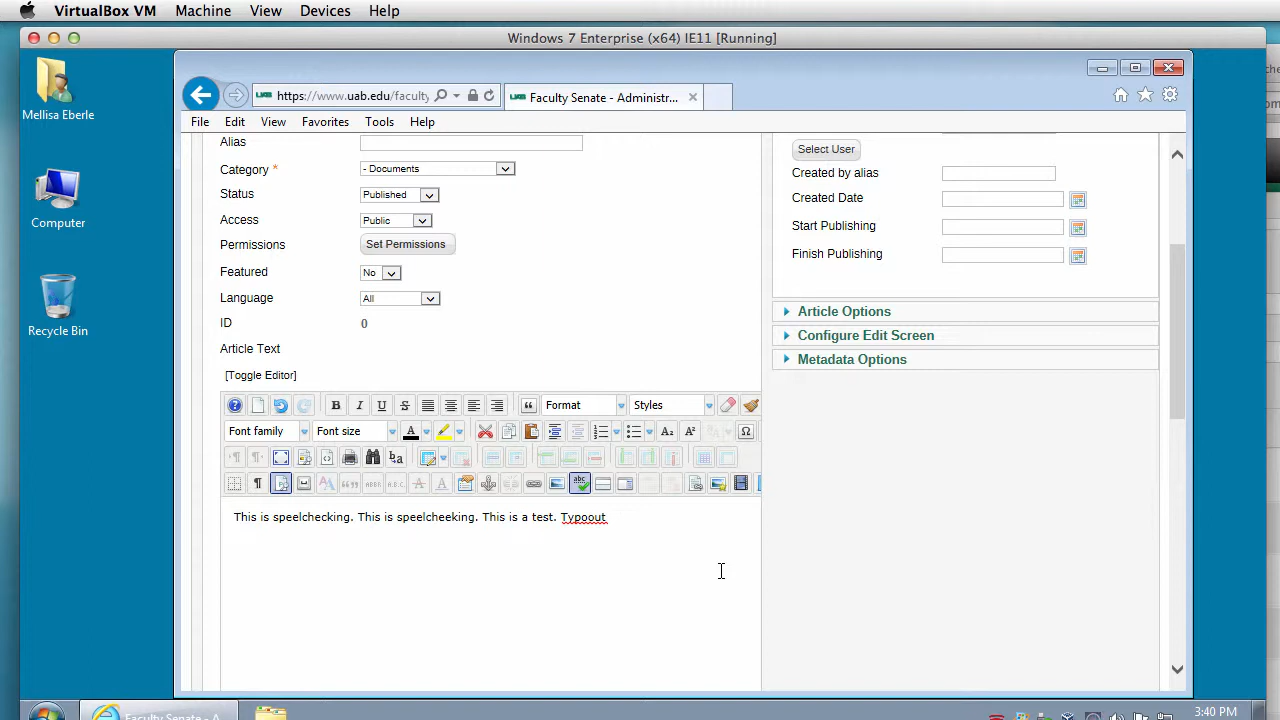 VirtualBox VM Machine View Devices Help
Windows 7 Enterprise (x64) IE11 [Running]
Mellisa Eberle
Computer
Recycle Bin
https://www.uab.edu/faculty
Faculty Senate - Administr...
File Edit View Favorites Tools Help
Alias
Category * - Documents
Status Published
Access Public
Permissions Set Permissions
Featured No
Language All
ID 0
Article Text
[Toggle Editor]
Select User
Created by alias
Created Date
Start Publishing
Finish Publishing
Article Options
Configure Edit Screen
Metadata Options
Format Styles
Font family Font size
This is speelchecking. This is speelcheeking. This is a test. Typoout
Faculty Senate - A
3:40 PM